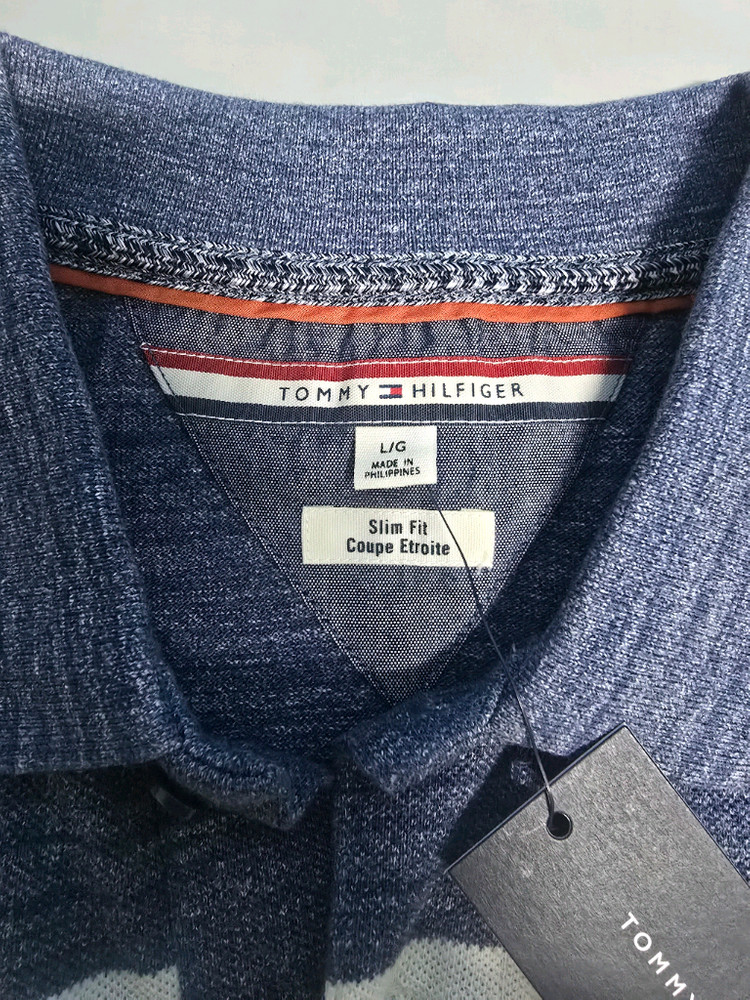 TOMMY HILFIGER
L/G
MADE IN
PHILIPPINES
Slim Fit
Coupe Etroite
TOMMY